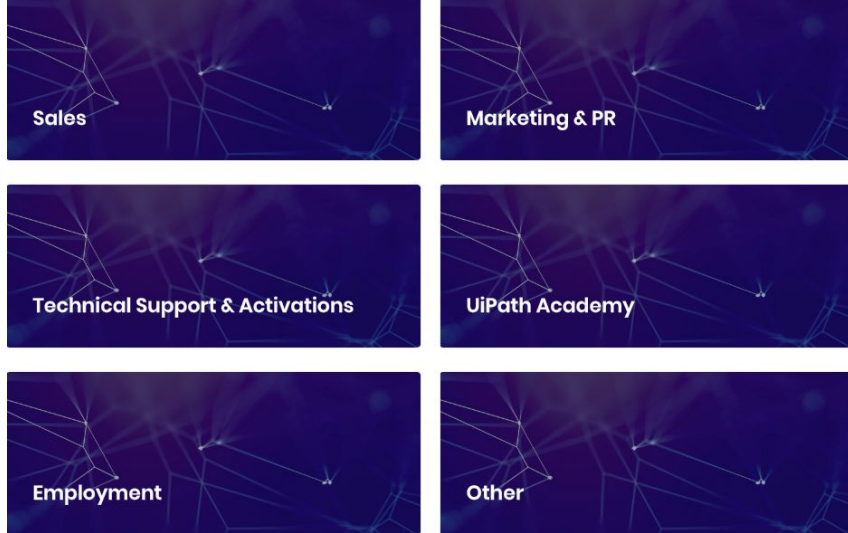 Sales
Marketing & PR
Technical Support & Activations
UiPath Academy
Employment
Other